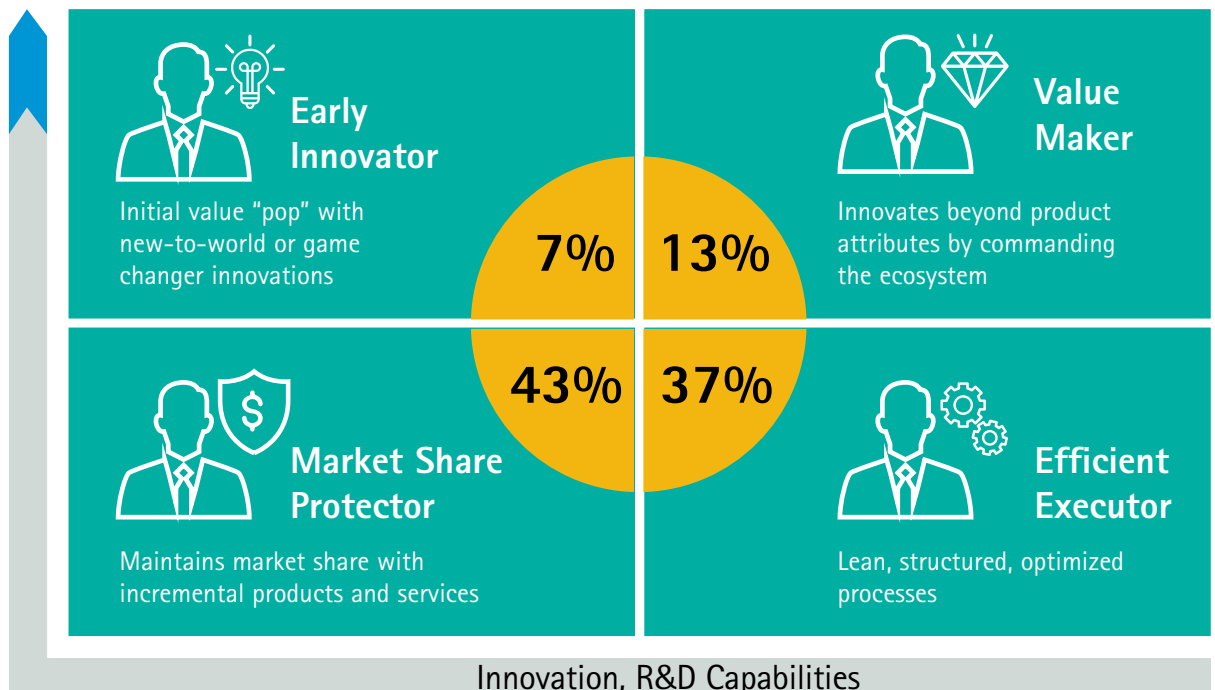 Early
Innovator
Initial value “pop” with
new-to-world or game
changer innovations
7%
Value
Maker
Innovates beyond product
attributes by commanding
the ecosystem
13%
$
Market Share
Protector
Maintains market share with
incremental products and services
43%
Efficient
Executor
Lean, structured, optimized
processes
37%
Innovation, R&D Capabilities